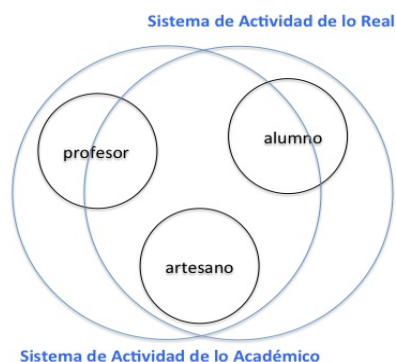 Sistema de Actividad de lo Real
alumno
profesor
artesano
Sistema de Actividad de lo Académico